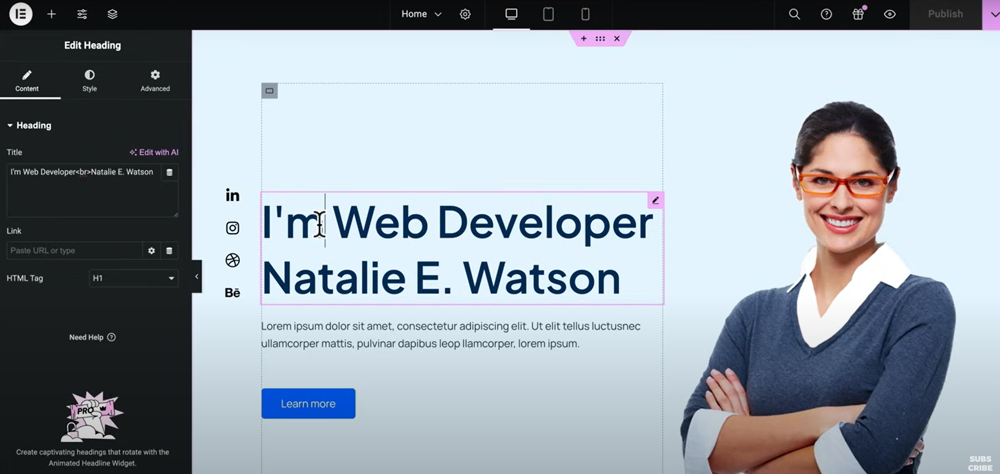 Home
Publish
Edit Heading
Content
Style
Advanced
Heading
Title
Edit with AI
I'm Web Developer<br>Natalie E. Watson
Link
Paste URL or type
HTML Tag
H1
Need Help
PRO
Create captivating headings that rotate with the
Animated Headline Widget.
in
Bē
I'm Web Developer
Natalie E. Watson
Lorem ipsum dolor sit amet, consectetur adipiscing elit. Ut elit tellus luctusnec
ullamcorper mattis, pulvinar dapibus leop llamcorper, lorem ipsum.
Learn more
SUBS
CRIBE